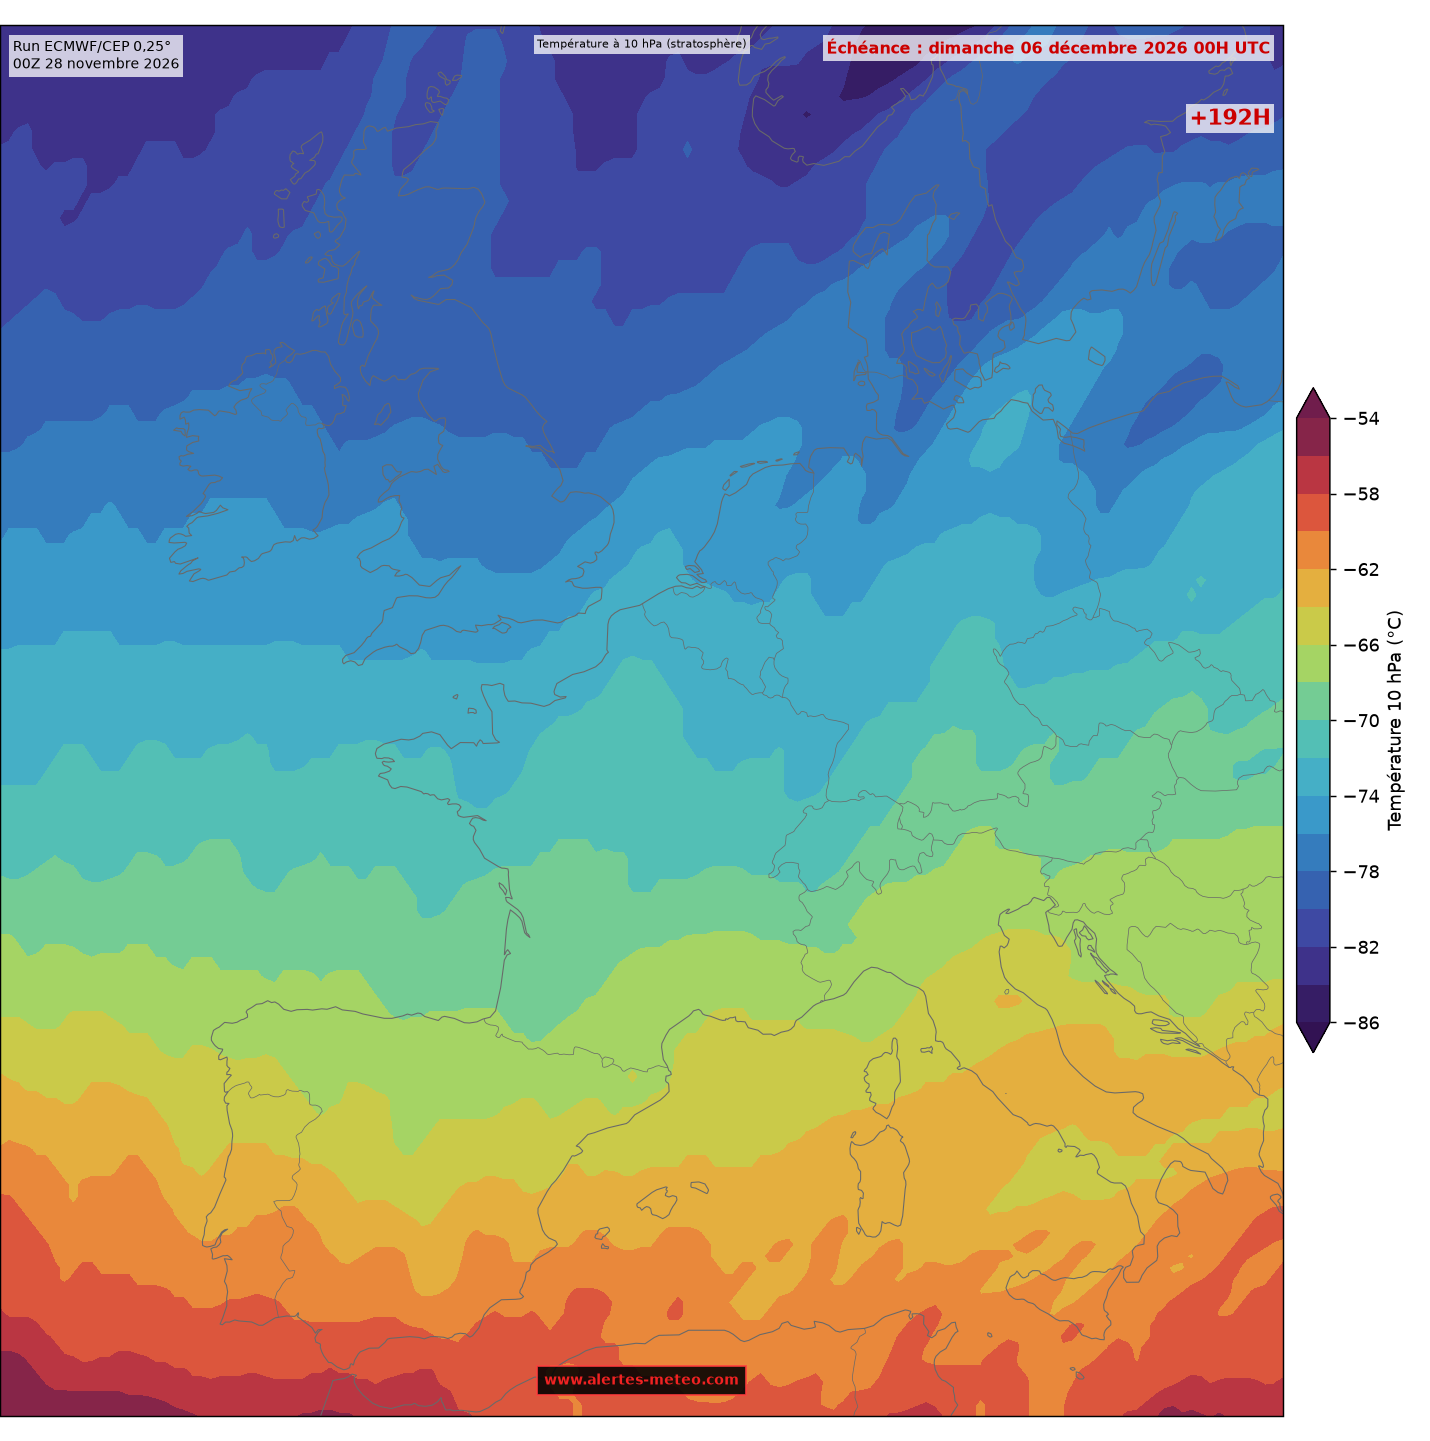 Run ECMWF/CEP 0,25°
00Z 28 novembre 2026
Température à 10 hPa (stratosphère)
Échéance : dimanche 06 décembre 2026 00H UTC
+192H
−54
−58
−62
−66
−70
−74
−78
−82
−86
Température 10 hPa (°C)
www.alertes-meteo.com